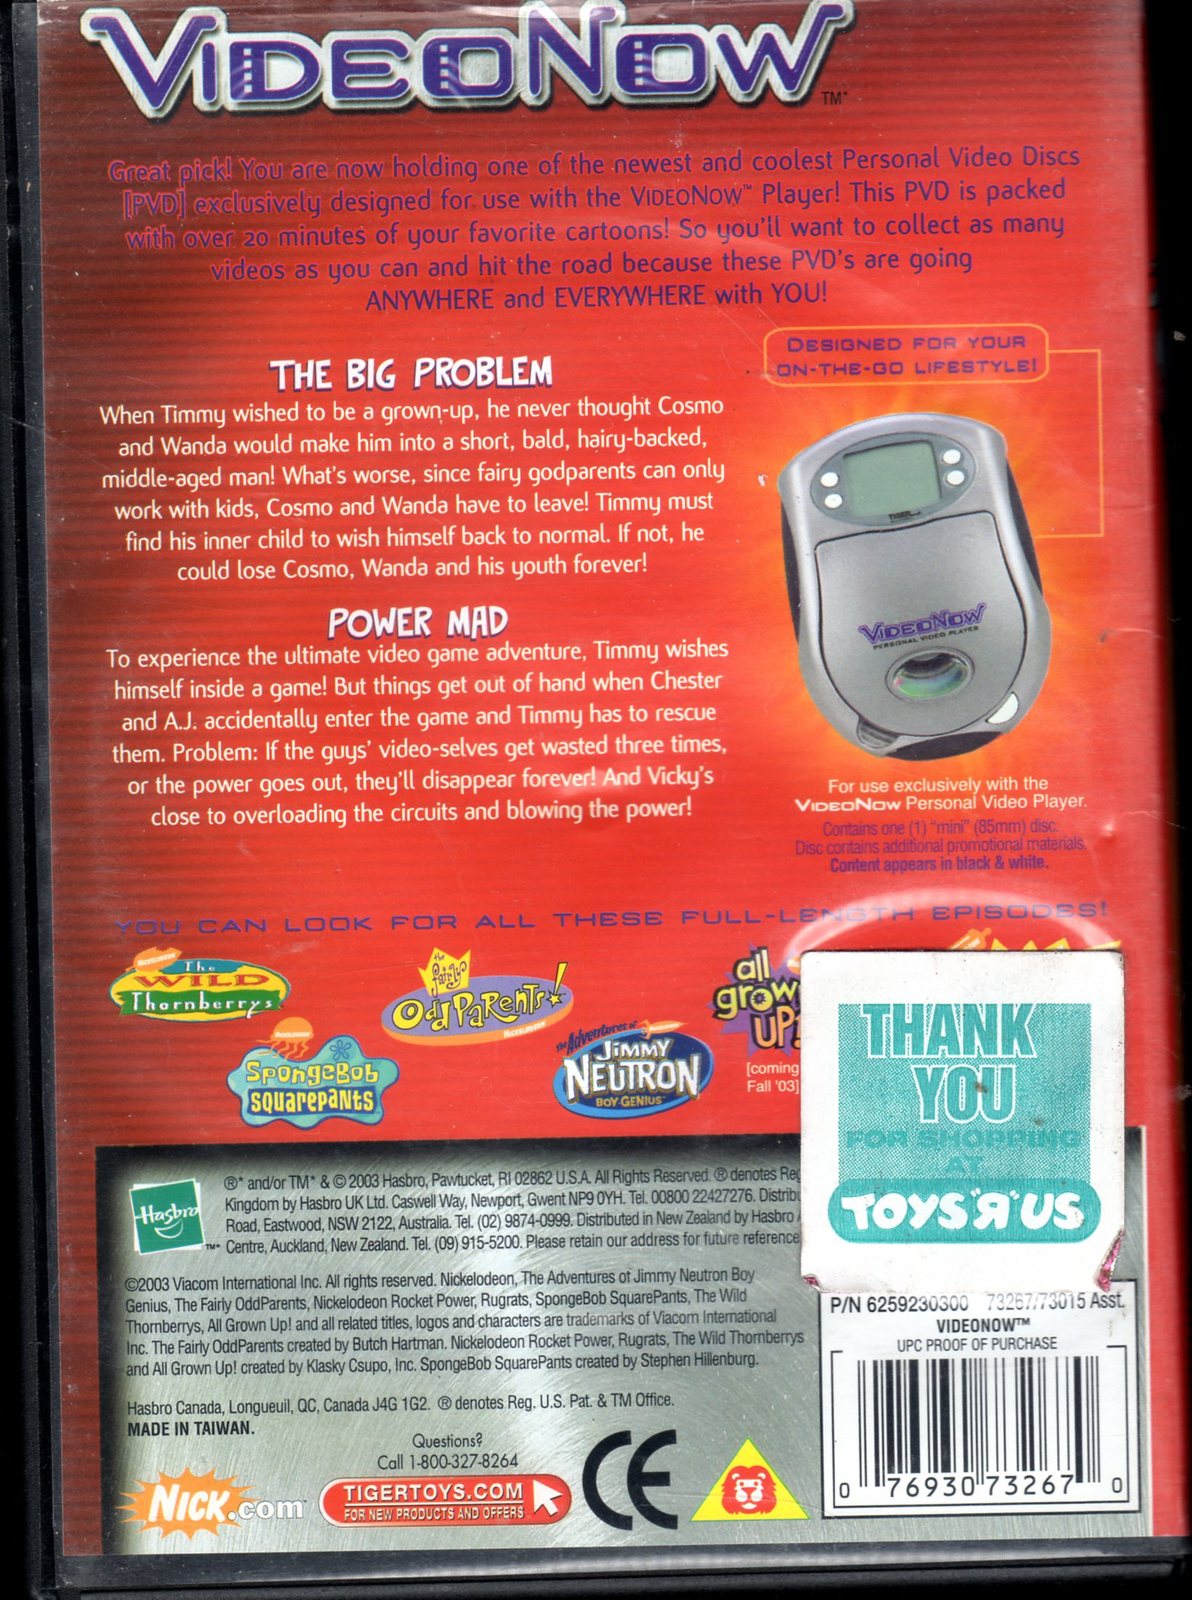 VIDEONOW™
Great pick! You are now holding one of the newest and coolest Personal Video Discs
[PVD] exclusively designed for use with the VIDEONOW™ Player! This PVD is packed
with over 20 minutes of your favorite cartoons! So you'll want to collect as many
videos as you can and hit the road because these PVD's are going
ANYWHERE and EVERYWHERE with YOU!
THE BIG PROBLEM
When Timmy wished to be a grown-up, he never thought Cosmo
and Wanda would make him into a short, bald, hairy-backed,
middle-aged man! What's worse, since fairy godparents can only
work with kids, Cosmo and Wanda have to leave! Timmy must
find his inner child to wish himself back to normal. If not, he
could lose Cosmo, Wanda and his youth forever!
POWER MAD
To experience the ultimate video game adventure, Timmy wishes
himself inside a game! But things get out of hand when Chester
and A.J. accidentally enter the game and Timmy has to rescue
them. Problem: If the guys' video-selves get wasted three times,
or the power goes out, they'll disappear forever! And Vicky's
close to overloading the circuits and blowing the power!
DESIGNED FOR YOUR
ON-THE-GO LIFESTYLE!
TIGER
VIDEONOW
PERSONAL VIDEO PLAYER
For use exclusively with the
VIDEONOW Personal Video Player.
Contains one (1) "mini" (85mm) disc.
Disc contains additional promotional materials.
Content appears in black & white.
YOU CAN LOOK FOR ALL THESE FULL-LENGTH EPISODES!
NICKELODEON
The
WILD
Thornberrys
the fairly
OddParents!
NICKELODEON
all
grown
UP!
[coming
Fall '03]
NICKELODEON
SpongeBob
SQUAREPANTS
The Adventures of
JIMMY
NEUTRON
BOY GENIUS
THANK
YOU
FOR SHOPPING
AT
TOYS"R"US
Hasbro
®* and/or TM* & © 2003 Hasbro, Pawtucket, RI 02862 U.S.A. All Rights Reserved. ® denotes Reg
Kingdom by Hasbro UK Ltd. Caswell Way, Newport, Gwent NP9 0YH. Tel. 00800 22427276. Distribu
Road, Eastwood, NSW 2122, Australia. Tel. (02) 9874-0999. Distributed in New Zealand by Hasbro
Centre, Auckland, New Zealand. Tel. (09) 915-5200. Please retain our address for future reference.
©2003 Viacom International Inc. All rights reserved. Nickelodeon, The Adventures of Jimmy Neutron Boy
Genius, The Fairly OddParents, Nickelodeon Rocket Power, Rugrats, SpongeBob SquarePants, The Wild
Thornberrys, All Grown Up! and all related titles, logos and characters are trademarks of Viacom International
Inc. The Fairly OddParents created by Butch Hartman. Nickelodeon Rocket Power, Rugrats, The Wild Thornberrys
and All Grown Up! created by Klasky Csupo, Inc. SpongeBob SquarePants created by Stephen Hillenburg.
Hasbro Canada, Longueuil, QC, Canada J4G 1G2. ® denotes Reg. U.S. Pat. & TM Office.
MADE IN TAIWAN.
Questions?
Call 1-800-327-8264
NICK.com
TIGERTOYS.COM
FOR NEW PRODUCTS AND OFFERS
CE
P/N 6259230300 73267/73015 Asst.
VIDEONOW™
UPC PROOF OF PURCHASE
0 76930 73267 0